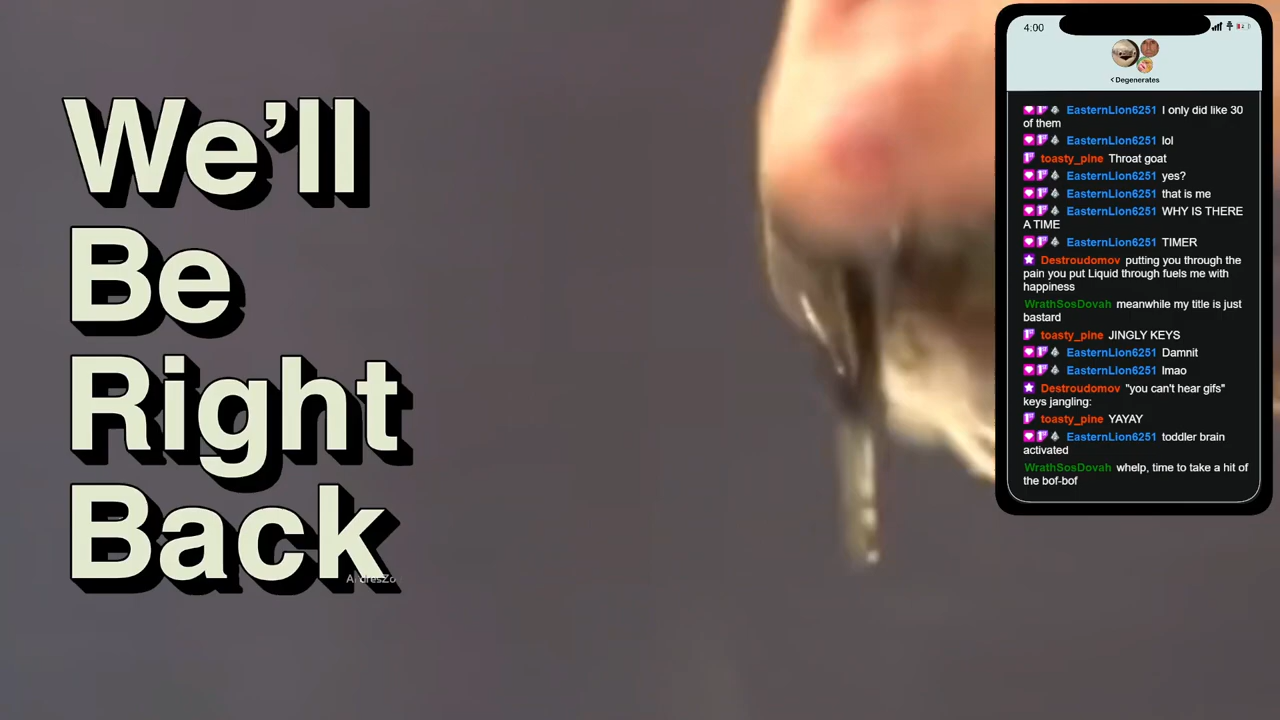 We'll
Be
Right
Back
4:00
Degenerates
EasternLion6251 I only did like 30
of them
EasternLion6251 lol
toasty_pine Throat goat
EasternLion6251 yes?
EasternLion6251 that is me
EasternLion6251 WHY IS THERE
A TIME
EasternLion6251 TIMER
Destroudomov putting you through the
pain you put Liquid through fuels me with
happiness
WrathSosDovah meanwhile my title is just
bastard
toasty_pine JINGLY KEYS
EasternLion6251 Damnit
EasternLion6251 lmao
Destroudomov "you can't hear gifs"
keys jangling:
toasty_pine YAYAY
EasternLion6251 toddler brain
activated
WrathSosDovah whelp, time to take a hit of
the bof-bof